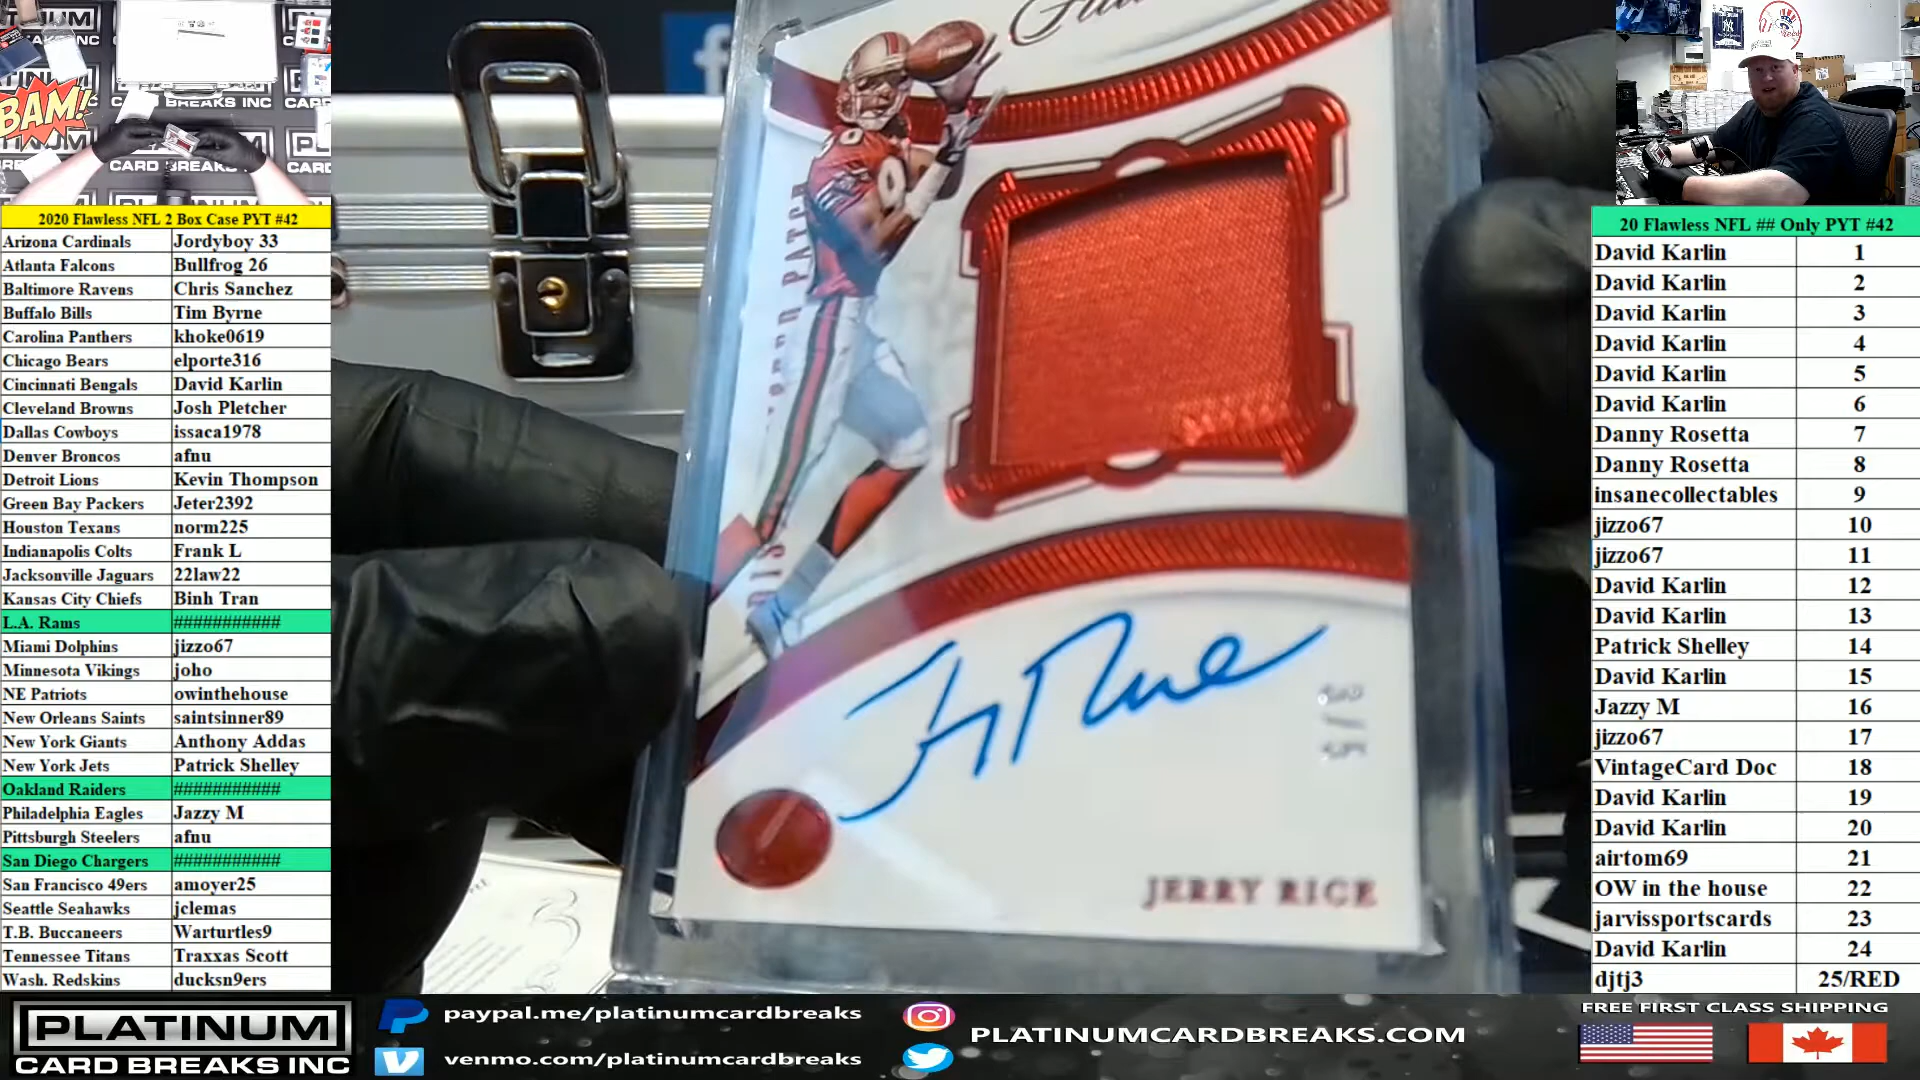 2020 Flawless NFL 2 Box Case PYT #42
Arizona Cardinals Jordyboy 33
Atlanta Falcons Bullfrog 26
Baltimore Ravens Chris Sanchez
Buffalo Bills Tim Byrne
Carolina Panthers khoke0619
Chicago Bears elporte316
Cincinnati Bengals David Karlin
Cleveland Browns Josh Pletcher
Dallas Cowboys issaca1978
Denver Broncos afnu
Detroit Lions Kevin Thompson
Green Bay Packers Jeter2392
Houston Texans norm225
Indianapolis Colts Frank L
Jacksonville Jaguars 22law22
Kansas City Chiefs Binh Tran
L.A. Rams ###########
Miami Dolphins jizzo67
Minnesota Vikings joho
NE Patriots owinthehouse
New Orleans Saints saintsinner89
New York Giants Anthony Addas
New York Jets Patrick Shelley
Oakland Raiders ###########
Philadelphia Eagles Jazzy M
Pittsburgh Steelers afnu
San Diego Chargers ###########
San Francisco 49ers amoyer25
Seattle Seahawks jclemas
T.B. Buccaneers Warturtles9
Tennessee Titans Traxxas Scott
Wash. Redskins ducksn9ers
BAM!
PLATINUM
CARD BREAKS INC
PATCH
Jerry Rice
JERRY RICE
20 Flawless NFL ## Only PYT #42
David Karlin 1
David Karlin 2
David Karlin 3
David Karlin 4
David Karlin 5
David Karlin 6
Danny Rosetta 7
Danny Rosetta 8
insanecollectables 9
jizzo67 10
jizzo67 11
David Karlin 12
David Karlin 13
Patrick Shelley 14
David Karlin 15
Jazzy M 16
jizzo67 17
VintageCard Doc 18
David Karlin 19
David Karlin 20
airtom69 21
OW in the house 22
jarvissportscards 23
David Karlin 24
djtj3 25/RED
PLATINUM
CARD BREAKS INC
paypal.me/platinumcardbreaks
venmo.com/platinumcardbreaks
PLATINUMCARDBREAKS.COM
FREE FIRST CLASS SHIPPING